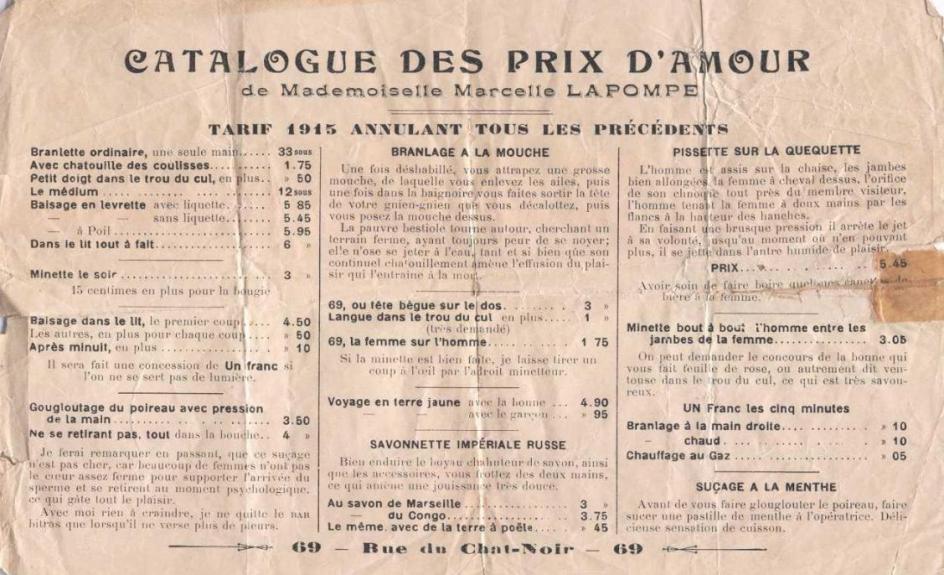 CATALOGUE DES PRIX D'AMOUR
de Mademoiselle Marcelle LAPOMPE
TARIF 1915 ANNULANT TOUS LES PRÉCÉDENTS
Branlette ordinaire, une seule main..... 33 sous
Avec chatouille des coulisses........ 1.75
Petit doigt dans le trou du cul, en plus.. » 50
Le médium ........................ 12 sous
Baisage en levrette avec liquette..... 5 85
— — sans liquette..... 5.45
— à Poil............... 5.95
Dans le lit tout à fait............... 6 »
Minette le soir .................... 3 »
15 centimes en plus pour la bougie
Baisage dans le lit, le premier coup.... 4.50
Les autres, en plus pour chaque coup.... » 60
Après minuit, en plus............... » 10
Il sera fait une concession de Un franc si
l'on ne se sert pas de lumière.
Gougloutage du poireau avec pression
de la main.................. 3.50
Ne se retirant pas, tout dans la bouche.. 4 »
Je ferai remarquer en passant, que ce suçage
n'est pas cher, car beaucoup de femmes n'ont pas
le cœur assez ferme pour supporter l'arrivée du
sperme et se retirent au moment psychologique,
ce qui gâte tout le plaisir.
Avec moi rien à craindre, je ne quitte le BAR
bitras que lorsqu'il ne verse plus de pleurs.
BRANLAGE A LA MOUCHE
Une fois déshabillé, vous attrapez une grosse
mouche, de laquelle vous enlevez les ailes, puis
une fois dans la baignoire vous faites sortir la tête
de votre gnien-gnien que vous décalottez, puis
vous posez la mouche dessus.
La pauvre bestiole tourne autour, cherchant un
terrain ferme, ayant toujours peur de se noyer;
elle n'ose se jeter à l'eau, tant et si bien que son
continuel chatouillement amène l'effusion du plai-
sir qui l'entraine à la mort.
69, ou tête bêgue sur le dos......... 3 »
Langue dans le trou du cul en plus..... 1 »
(très demandé)
69, la femme sur l'homme........... 1 75
Si la minette est bien faite, je laisse tirer un
coup à l'œil par l'adroit minetteur.
Voyage en terre jaune avec la bonne ... 4.90
— — avec le garçon... » 95
SAVONNETTE IMPÉRIALE RUSSE
Bien enduire le boyau chahuteur de savon, ainsi
que les accessoires, vous frottez des deux mains,
ce qui amène une jouissance très douce.
Au savon de Marseille ............ 3 »
— du Congo.................. 3.75
Le même, avec de la terre à poêle.... » 45
PISSETTE SUR LA QUEQUETTE
L'homme est assis sur la chaise, les jambes
bien allongées, la femme à cheval dessus, l'orifice
de son chmoque tout près du membre visiteur,
l'homme tenant la femme à deux mains par les
flancs à la hauteur des hanches.
En faisant une brusque pression il arrête le jet
à sa volonté, jusqu'au moment où n'en pouvant
plus, il se jette dans l'antre humide de plaisir.
PRIX.................. 5.45
Avoir soin de faire boire quelques de
bière à la femme.
Minette bout à bout l'homme entre les
jambes de la femme.............. 3.05
On peut demander le concours de la bonne qui
vous fait feuille de rose, ou autrement dit ven-
touse dans le trou du cul, ce qui est très savou-
reux.
UN Franc les cinq minutes
Branlage à la main droite........... » 10
— chaud.................. » 10
Chauffage au Gaz................ » 05
SUÇAGE A LA MENTHE
Avant de vous faire glouglouter le poireau, faire
sucer une pastille de menthe à l'opératrice. Déli-
cieuse sensation de cuisson.
69 — Rue du Chat-Noir — 69